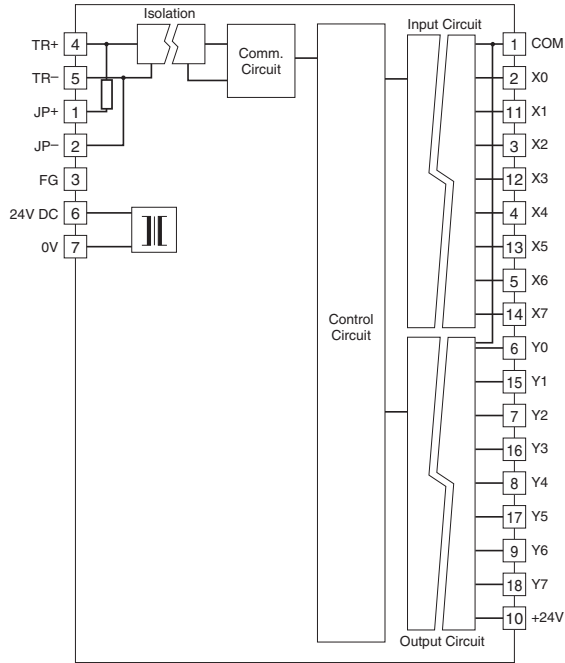 Isolation
Input Circuit
TR+ 4
TR− 5
JP+ 1
JP− 2
FG 3
24V DC 6
0V 7
Comm.
Circuit
Control
Circuit
1 COM
2 X0
11 X1
3 X2
12 X3
4 X4
13 X5
5 X6
14 X7
6 Y0
15 Y1
7 Y2
16 Y3
8 Y4
17 Y5
9 Y6
18 Y7
10 +24V
Output Circuit